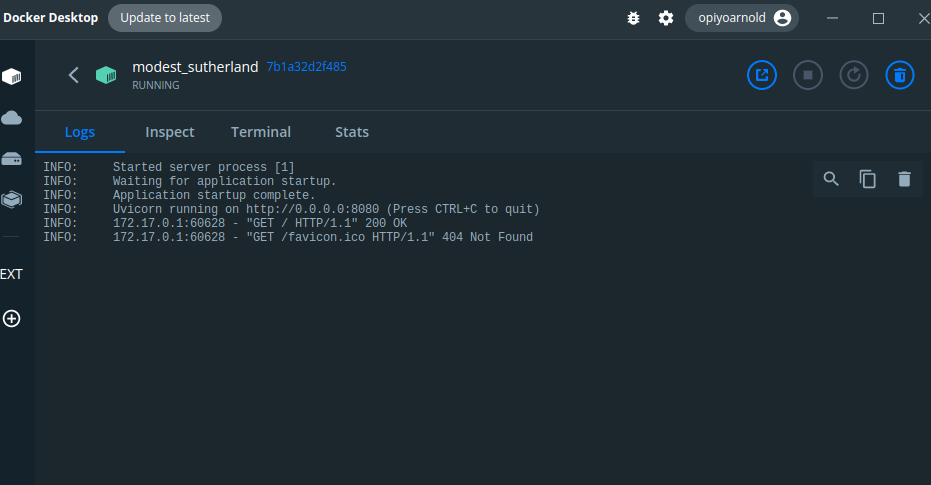 Docker Desktop Update to latest opiyoarnold
modest_sutherland 7b1a32d2f485
RUNNING
Logs Inspect Terminal Stats
INFO: Started server process [1]
INFO: Waiting for application startup.
INFO: Application startup complete.
INFO: Uvicorn running on http://0.0.0.0:8080 (Press CTRL+C to quit)
INFO: 172.17.0.1:60628 - "GET / HTTP/1.1" 200 OK
INFO: 172.17.0.1:60628 - "GET /favicon.ico HTTP/1.1" 404 Not Found
EXT